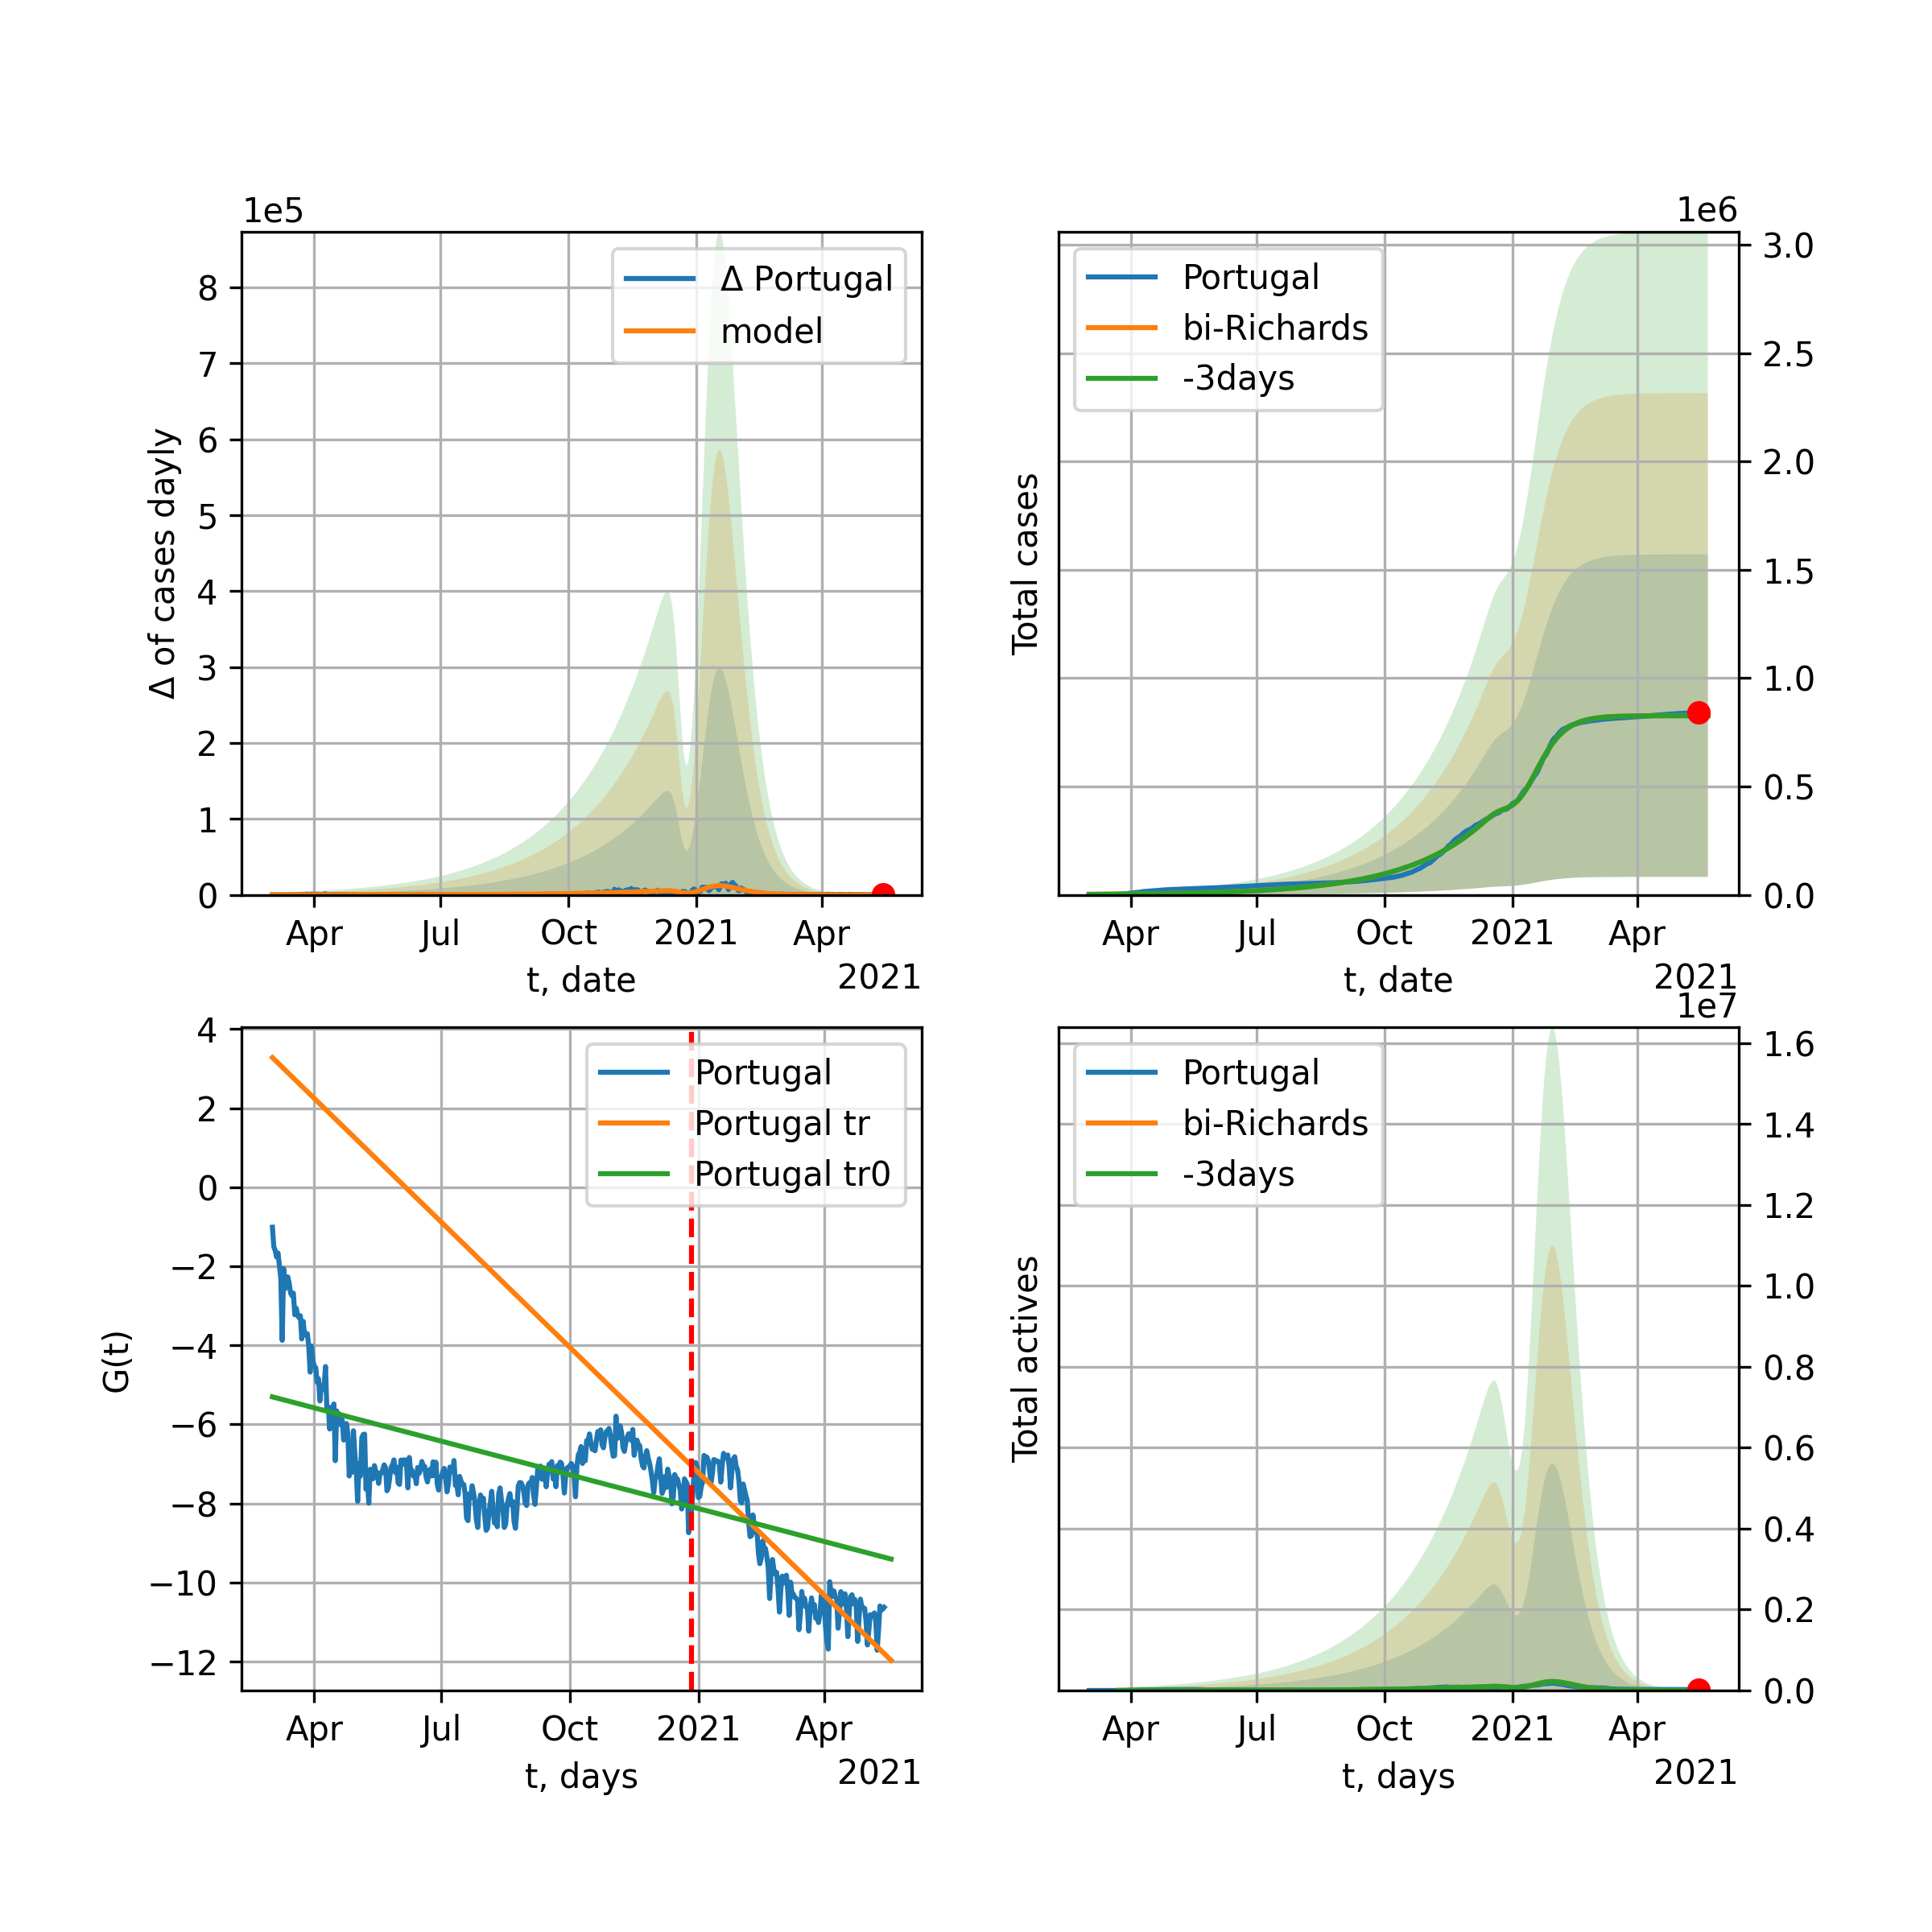 1e5
8
7
6
5
4
3
2
1
0
Δ of cases dayly
Δ Portugal
model
Apr Jul Oct 2021 Apr
t, date
2021
1e6
Portugal
bi-Richards
-3days
Total cases
3.0
2.5
2.0
1.5
1.0
0.5
0.0
Apr Jul Oct 2021 Apr
t, date
2021
4
2
0
−2
−4
−6
−8
−10
−12
G(t)
Portugal
Portugal tr
Portugal tr0
Apr Jul Oct 2021 Apr
t, days
2021
1e7
Portugal
bi-Richards
-3days
Total actives
1.6
1.4
1.2
1.0
0.8
0.6
0.4
0.2
0.0
Apr Jul Oct 2021 Apr
t, days
2021